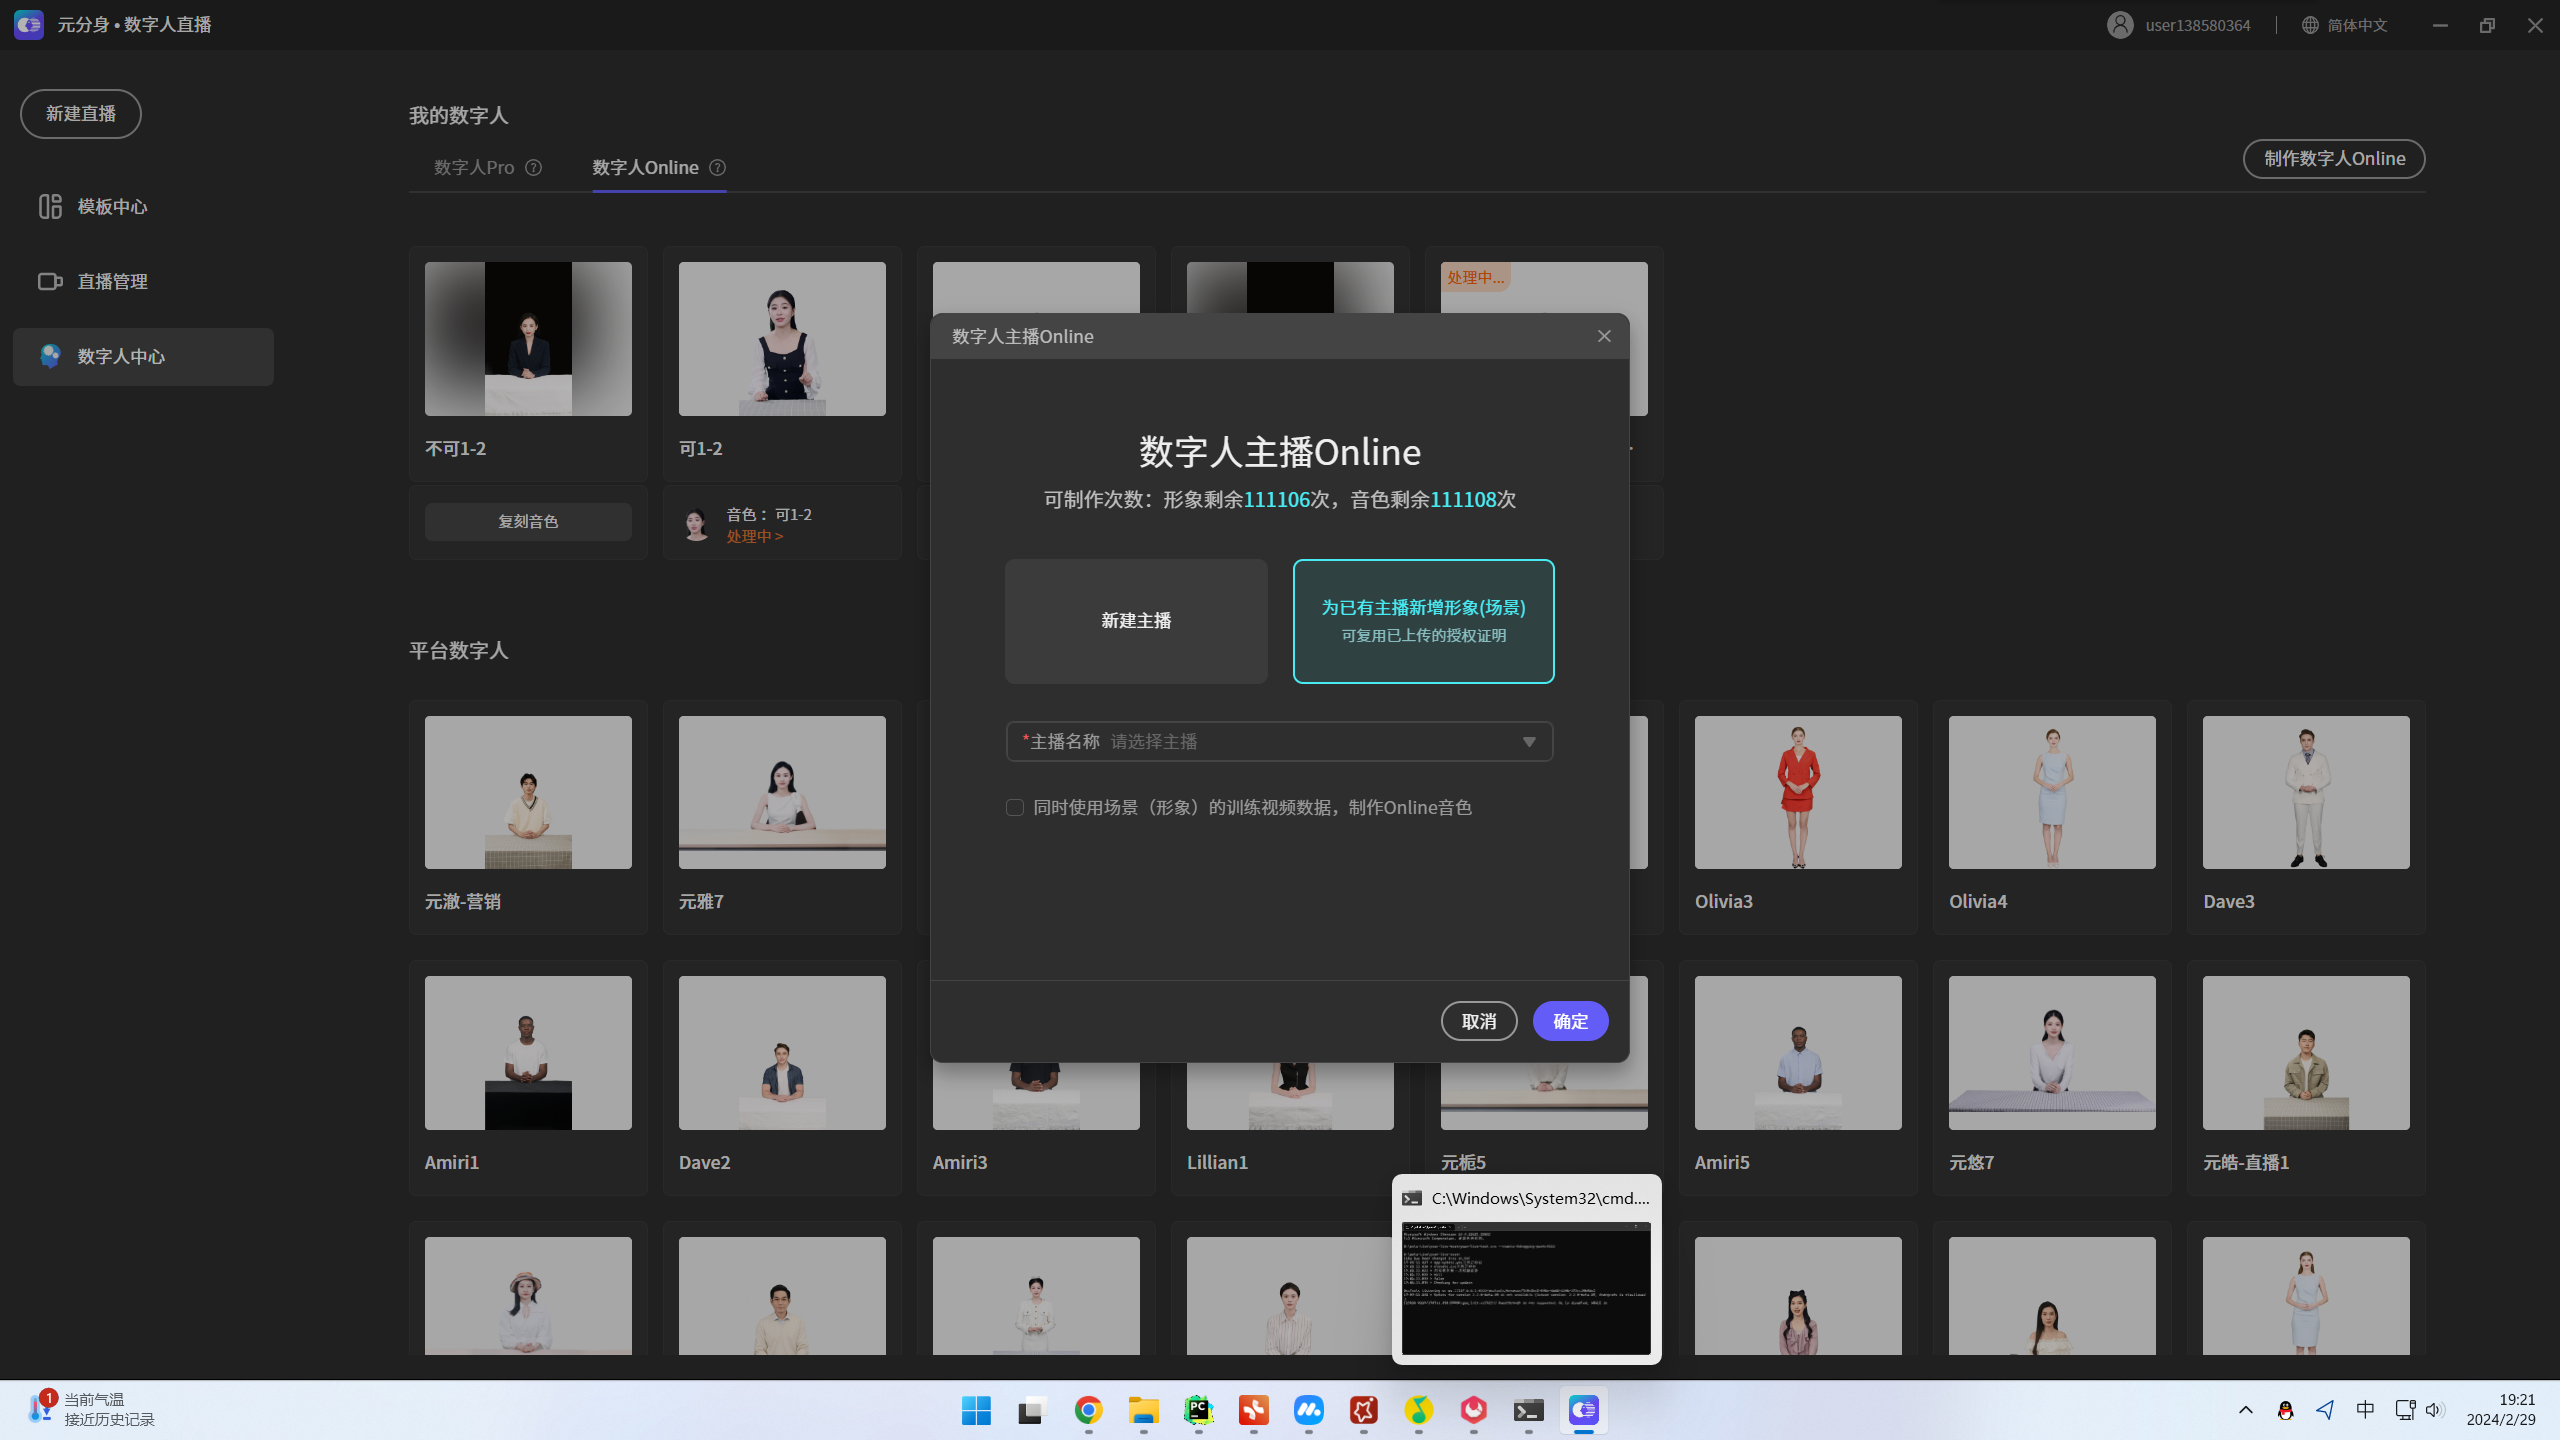 元分身•数字人直播
user138580364
简体中文
新建直播
模板中心
直播管理
数字人中心
我的数字人
数字人Pro
数字人Online
制作数字人Online
处理中...
不可1-2
可1-2
复刻音色
音色：可1-2
处理中 >
数字人主播Online
数字人主播Online
可制作次数：形象剩余111106次，音色剩余111108次
新建主播
为已有主播新增形象(场景)
可复用已上传的授权证明
*主播名称 请选择主播
同时使用场景（形象）的训练视频数据，制作Online音色
取消
确定
平台数字人
元澈-营销
元雅7
Olivia3
Olivia4
Dave3
Amiri1
Dave2
Amiri3
Lillian1
元栀5
Amiri5
元悠7
元皓-直播1
C:\Windows\System32\cmd....
1
当前气温
接近历史记录
PC
中
19:21
2024/2/29